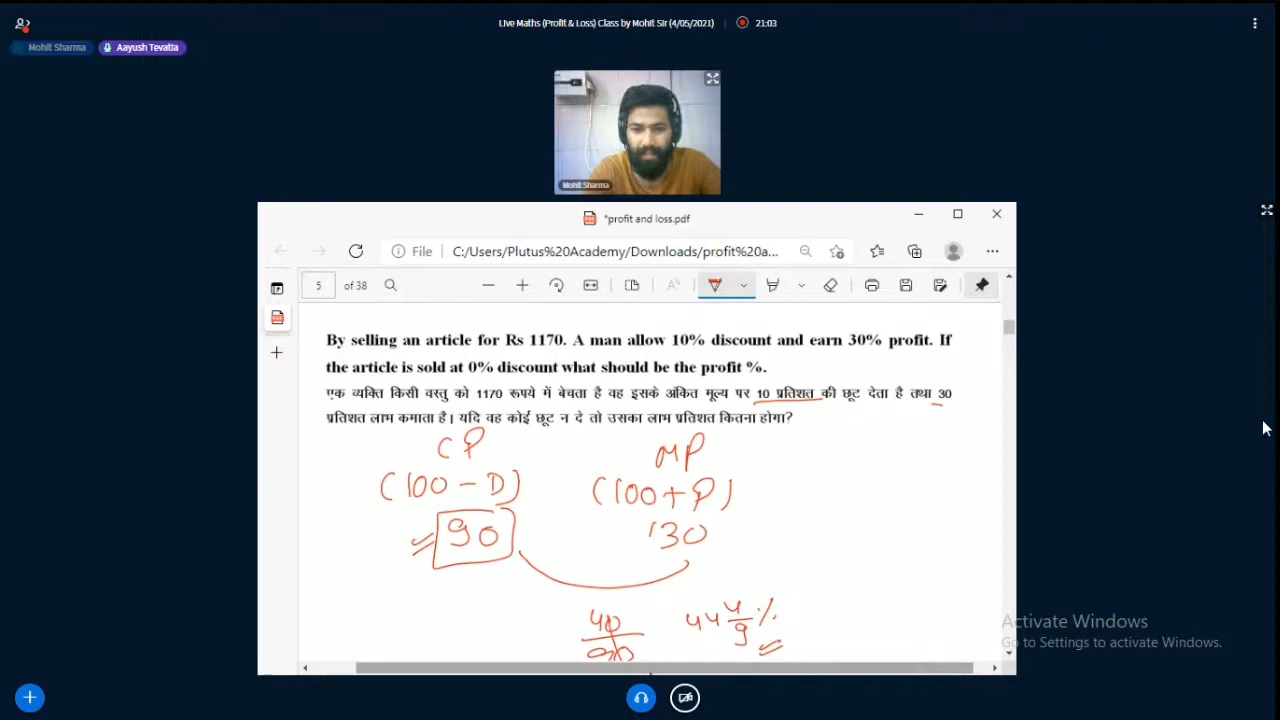 Live Maths (Profit & Loss) Class by Mohit Sir (4/05/2021) 21:03
Mohit Sharma Aayush Tevatia
Mohit Sharma
*profit and loss.pdf
File C:/Users/Plutus%20Academy/Downloads/profit%20a...
5 of 38
By selling an article for Rs 1170. A man allow 10% discount and earn 30% profit. If
the article is sold at 0% discount what should be the profit %.
एक व्यक्ति किसी वस्तु को 1170 रूपये में बेचता है वह इसके अंकित मूल्य पर 10 प्रतिशत की छूट देता है तथा 30
प्रतिशत लाभ कमाता है। यदि वह कोई छूट न दे तो उसका लाभ प्रतिशत कितना होगा?
CP MP
(100 - D) (100 + P)
90 130
40/90 44 4/9 %
Activate Windows
Go to Settings to activate Windows.